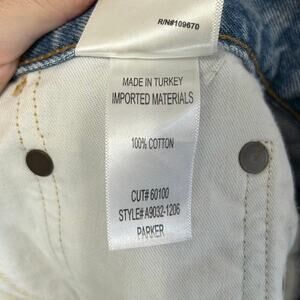 R/N#109670
MADE IN TURKEY
IMPORTED MATERIALS
100% COTTON
CUT# 60100
STYLE# A9032-1206
PARKER